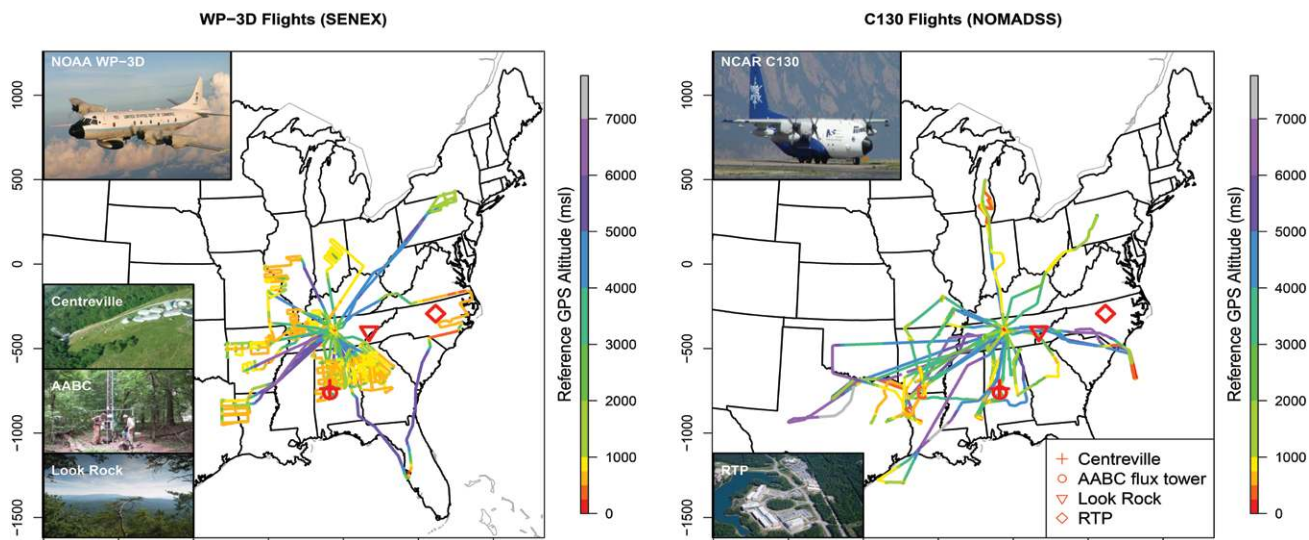 WP−3D Flights (SENEX)
NOAA WP−3D
Centreville
AABC
Look Rock
1000
500
0
−500
−1000
−1500
7000
6000
5000
4000
3000
2000
1000
0
Reference GPS Altitude (msl)
C130 Flights (NOMADSS)
NCAR C130
RTP
1000
500
0
−500
−1000
−1500
Centreville
AABC flux tower
Look Rock
RTP
7000
6000
5000
4000
3000
2000
1000
0
Reference GPS Altitude (msl)